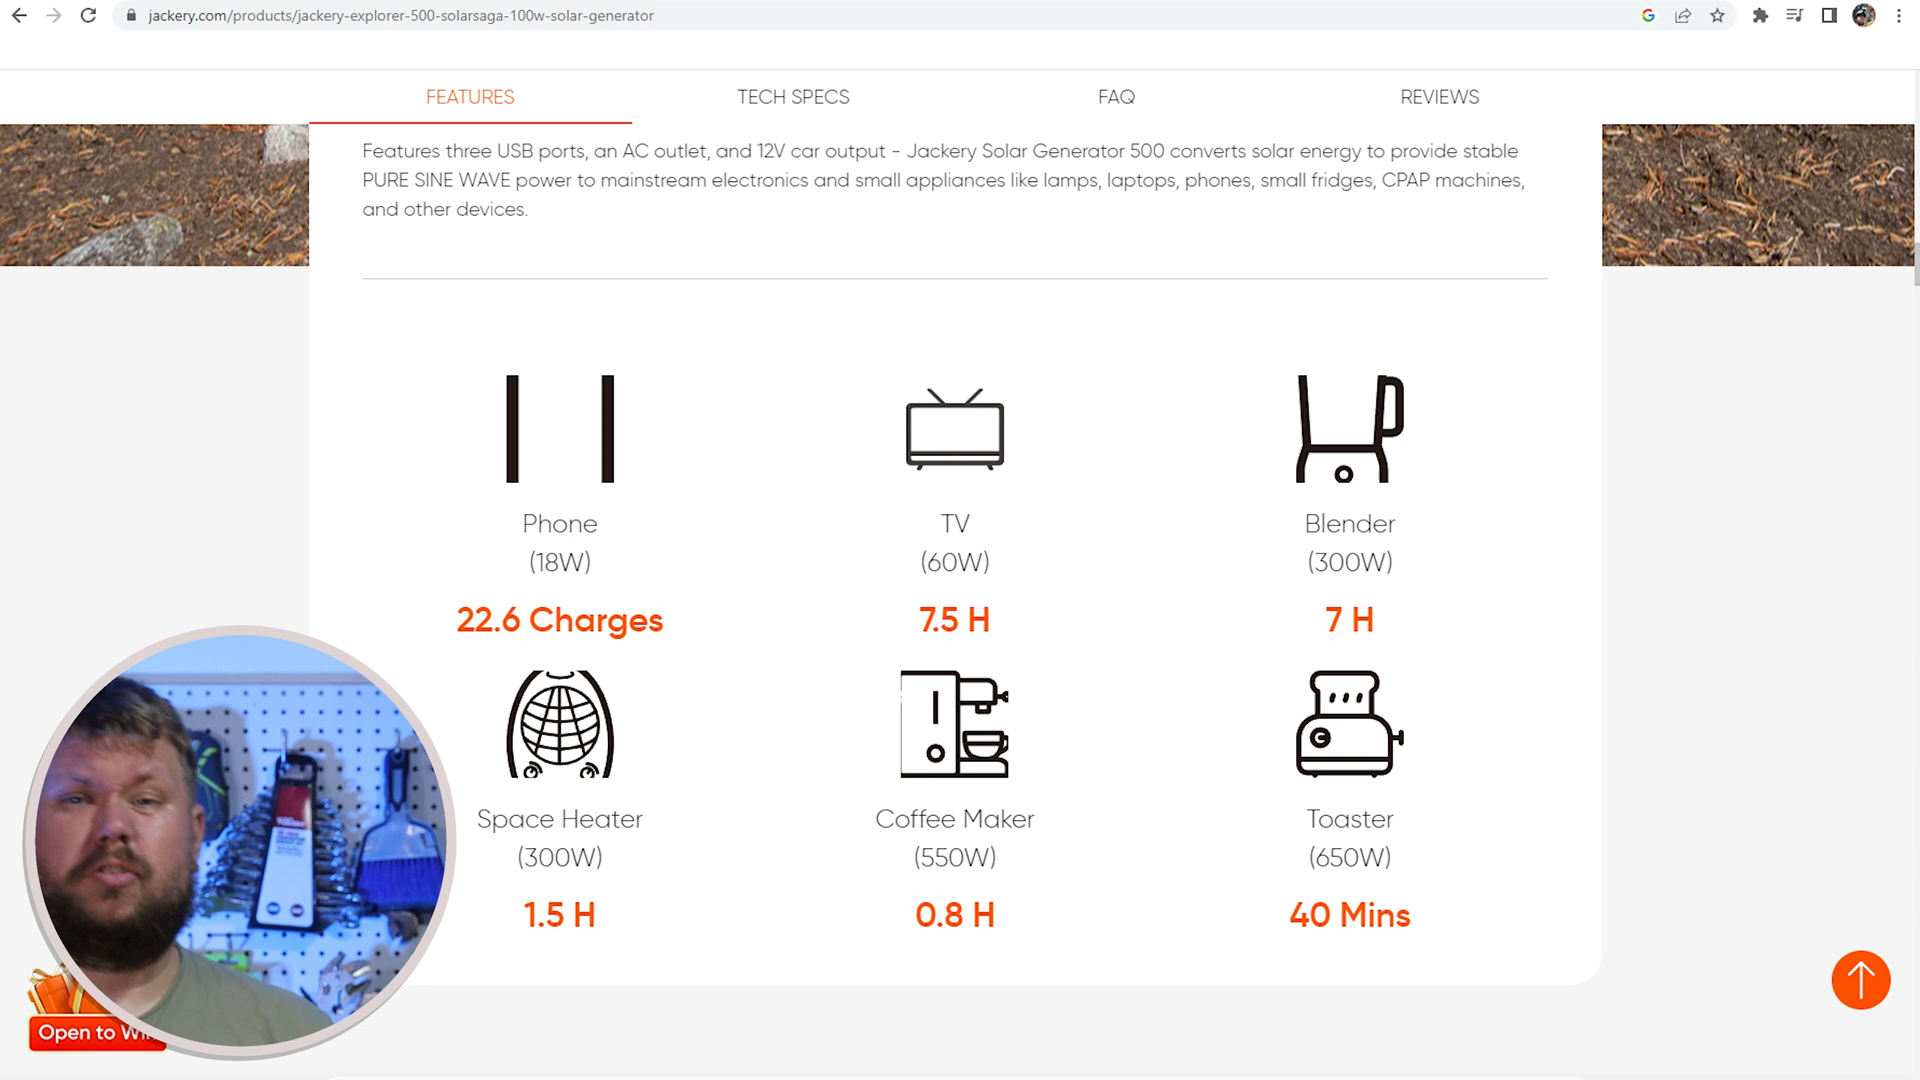 jackery.com/products/jackery-explorer-500-solarsaga-100w-solar-generator
FEATURES
TECH SPECS
FAQ
REVIEWS
Features three USB ports, an AC outlet, and 12V car output - Jackery Solar Generator 500 converts solar energy to provide stable
PURE SINE WAVE power to mainstream electronics and small appliances like lamps, laptops, phones, small fridges, CPAP machines,
and other devices.
Phone
(18W)
22.6 Charges
TV
(60W)
7.5 H
Blender
(300W)
7 H
Space Heater
(300W)
1.5 H
Coffee Maker
(550W)
0.8 H
Toaster
(650W)
40 Mins
Open to